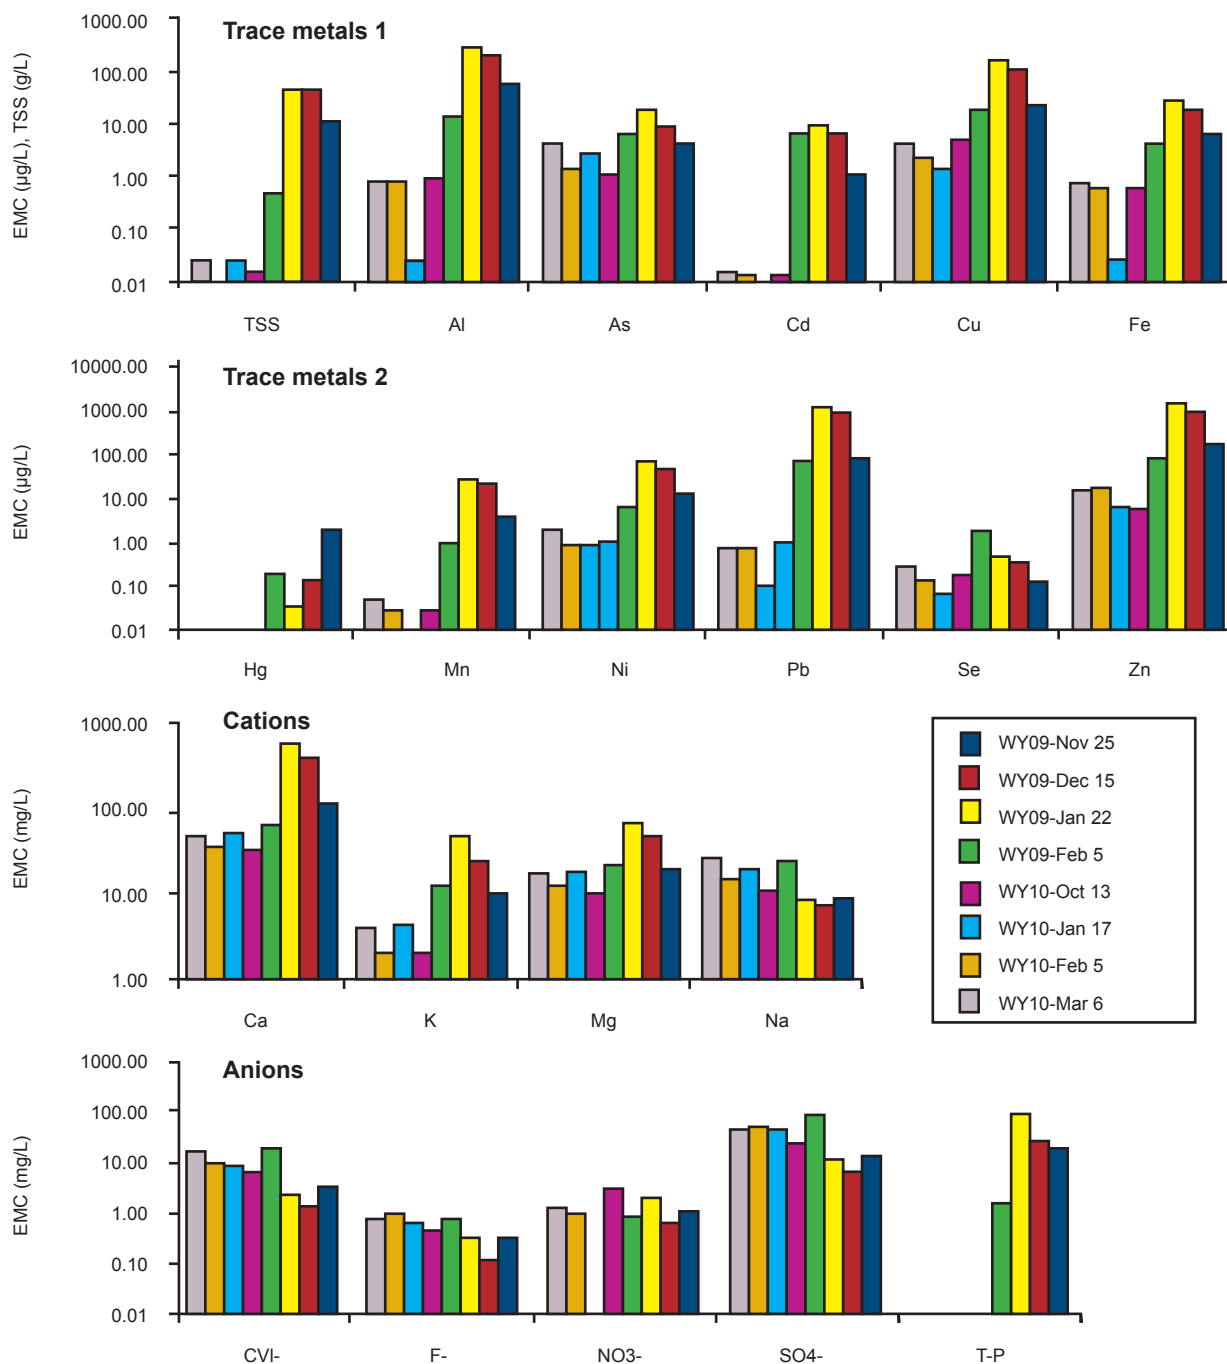 Trace metals 1
EMC (µg/L), TSS (g/L)
1000.00
100.00
10.00
1.00
0.10
0.01
TSS Al As Cd Cu Fe
Trace metals 2
EMC (µg/L)
10000.00
1000.00
100.00
10.00
1.00
0.10
0.01
Hg Mn Ni Pb Se Zn
Cations
EMC (mg/L)
1000.00
100.00
10.00
1.00
Ca K Mg Na
WY09-Nov 25
WY09-Dec 15
WY09-Jan 22
WY09-Feb 5
WY10-Oct 13
WY10-Jan 17
WY10-Feb 5
WY10-Mar 6
Anions
EMC (mg/L)
1000.00
100.00
10.00
1.00
0.10
0.01
CVI- F- NO3- SO4- T-P